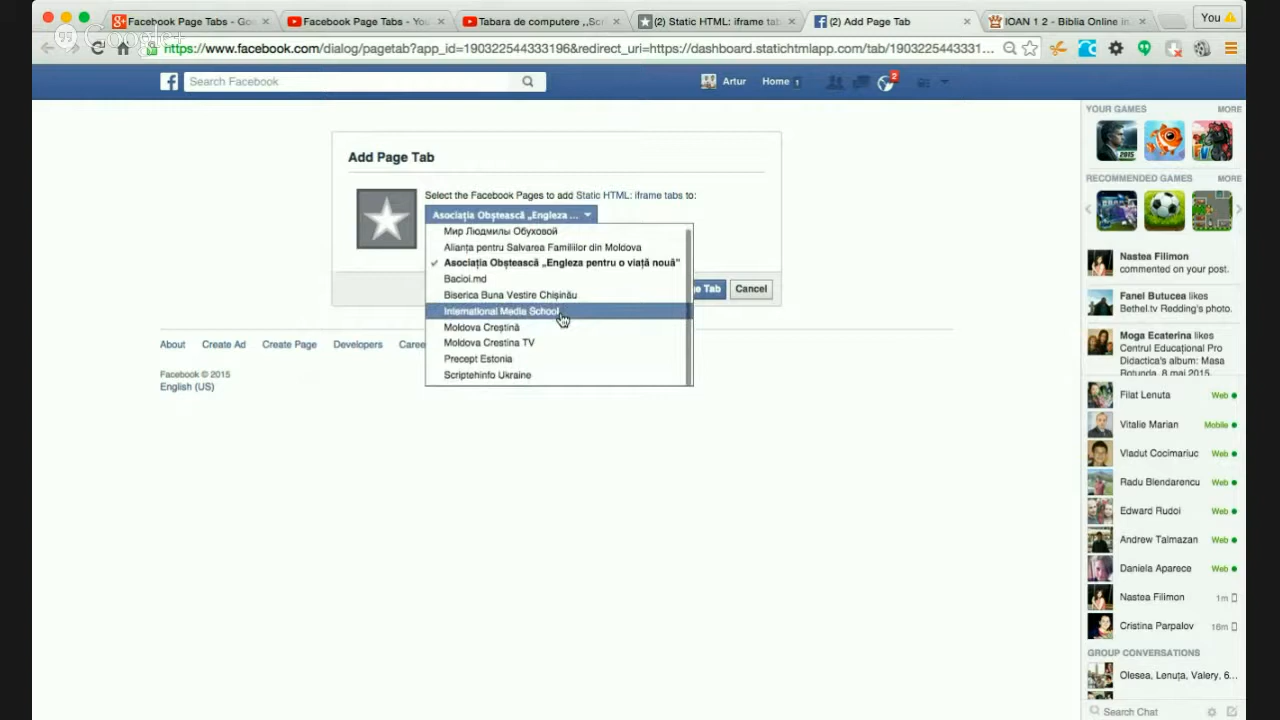 Facebook Page Tabs - Go
Facebook Page Tabs - You
Tabara de computere ,,Scr
(2) Static HTML: iframe tab
(2) Add Page Tab
IOAN 1 2 - Biblia Online in
You
Google+
https://www.facebook.com/dialog/pagetab?app_id=190322544333196&redirect_uri=https://dashboard.statichtmlapp.com/tab/1903225443331...
Search Facebook
Artur
Home 1
2
Add Page Tab
Select the Facebook Pages to add Static HTML: iframe tabs to:
Asociația Obștească „Engleza ...
Мир Людмилы Обуховой
Alianța pentru Salvarea Familiilor din Moldova
Asociația Obștească „Engleza pentru o viață nouă”
Bacioi.md
Biserica Buna Vestire Chișinău
International Media School
Moldova Creștină
Moldova Crestina TV
Precept Estonia
Scriptehinfo Ukraine
e Tab
Cancel
About
Create Ad
Create Page
Developers
Caree
Facebook © 2015
English (US)
YOUR GAMES
MORE
2015
RECOMMENDED GAMES
MORE
Nastea Filimon
commented on your post.
Fanel Butucea likes
Bethel.tv Redding's photo.
Moga Ecaterina likes
Centrul Educațional Pro
Didactica's album: Masa
Rotunda, 8 mai 2015.
Filat Lenuta
Web
Vitalie Marian
Mobile
Vladut Cocimariuc
Web
Radu Blendarencu
Web
Edward Rudoi
Web
Andrew Talmazan
Web
Daniela Aparece
Web
Nastea Filimon
1m
Cristina Parpalov
16m
GROUP CONVERSATIONS
Olesea, Lenuța, Valery, 6...
Search Chat